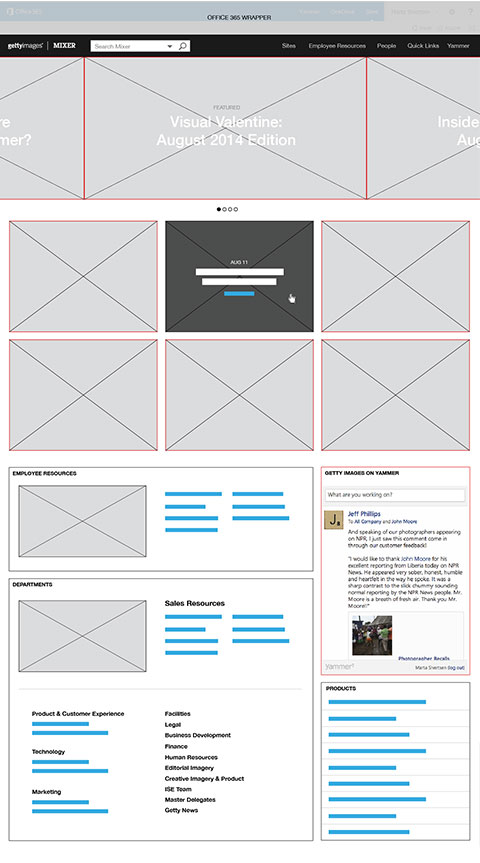 Office 365
OFFICE 365 WRAPPER
Yammer
OneDrive
Sites
Marta Sivertsen
?
gettyimages® | MIXER
Search Mixer
Sites
Employee Resources
People
Quick Links
Yammer
FEATURES
re
Visual Valentine:
Inside
mer?
August 2014 Edition
Aug
AUG 11
EMPLOYEE RESOURCES
GETTY IMAGES ON YAMMER
What are you working on?
Jeff Phillips
To All Company and John Moore
And speaking of our photographers appearing
on NPR, I just saw this comment come in
through our customer feedback!
"I would like to thank John Moore for his
excellent reporting from Liberia today on NPR
News. He appeared very sober, honest, humble
and heartfelt in the way he spoke. It was a
sharp contrast to the slick chummy sounding
normal reporting by the NPR News people. Mr.
Moore is a breath of fresh air. Thank you Mr.
Moore!!"
Photographer Recalls
yammer
Marta Sivertsen (log out)
DEPARTMENTS
Sales Resources
Product & Customer Experience
Technology
Marketing
Facilities
Legal
Business Development
Finance
Human Resources
Editorial Imagery
Creative Imagery & Product
ISE Team
Master Delegates
Getty News
PRODUCTS